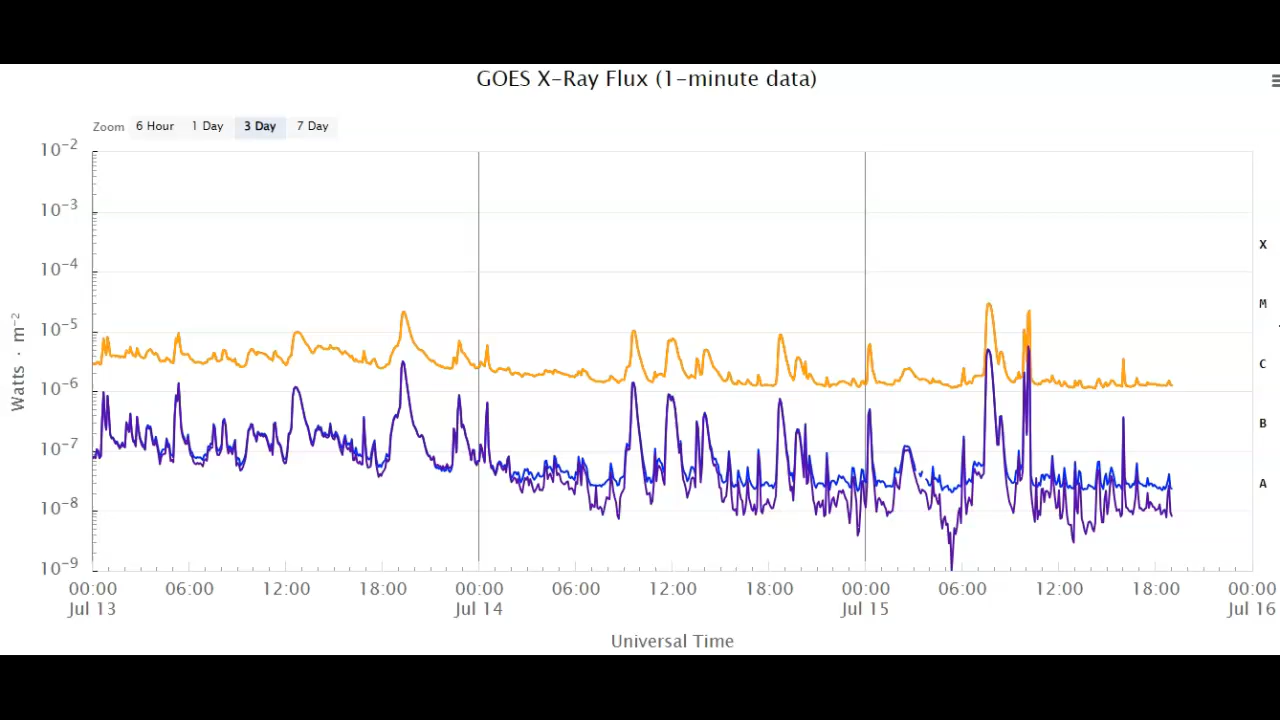 GOES X-Ray Flux (1-minute data)
Zoom 6 Hour 1 Day 3 Day 7 Day
10⁻²
10⁻³
10⁻⁴
10⁻⁵
10⁻⁶
10⁻⁷
10⁻⁸
10⁻⁹
Watts · m⁻²
X
M
C
B
A
00:00 06:00 12:00 18:00 00:00 06:00 12:00 18:00 00:00 06:00 12:00 18:00 00:00
Jul 13 Jul 14 Jul 15 Jul 16
Universal Time